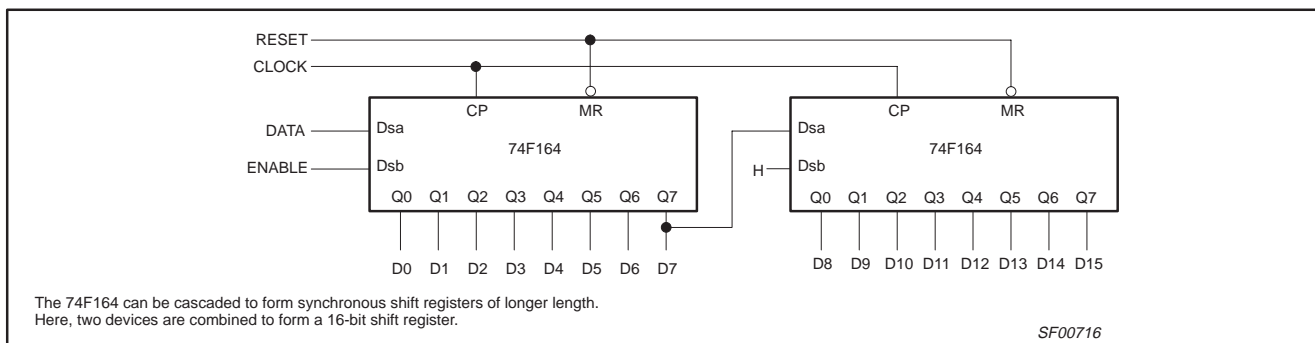 RESET
CLOCK
CP MR CP MR
DATA Dsa Dsa
74F164 74F164
ENABLE Dsb H Dsb
Q0 Q1 Q2 Q3 Q4 Q5 Q6 Q7 Q0 Q1 Q2 Q3 Q4 Q5 Q6 Q7
D0 D1 D2 D3 D4 D5 D6 D7 D8 D9 D10 D11 D12 D13 D14 D15
The 74F164 can be cascaded to form synchronous shift registers of longer length.
Here, two devices are combined to form a 16-bit shift register.
SF00716